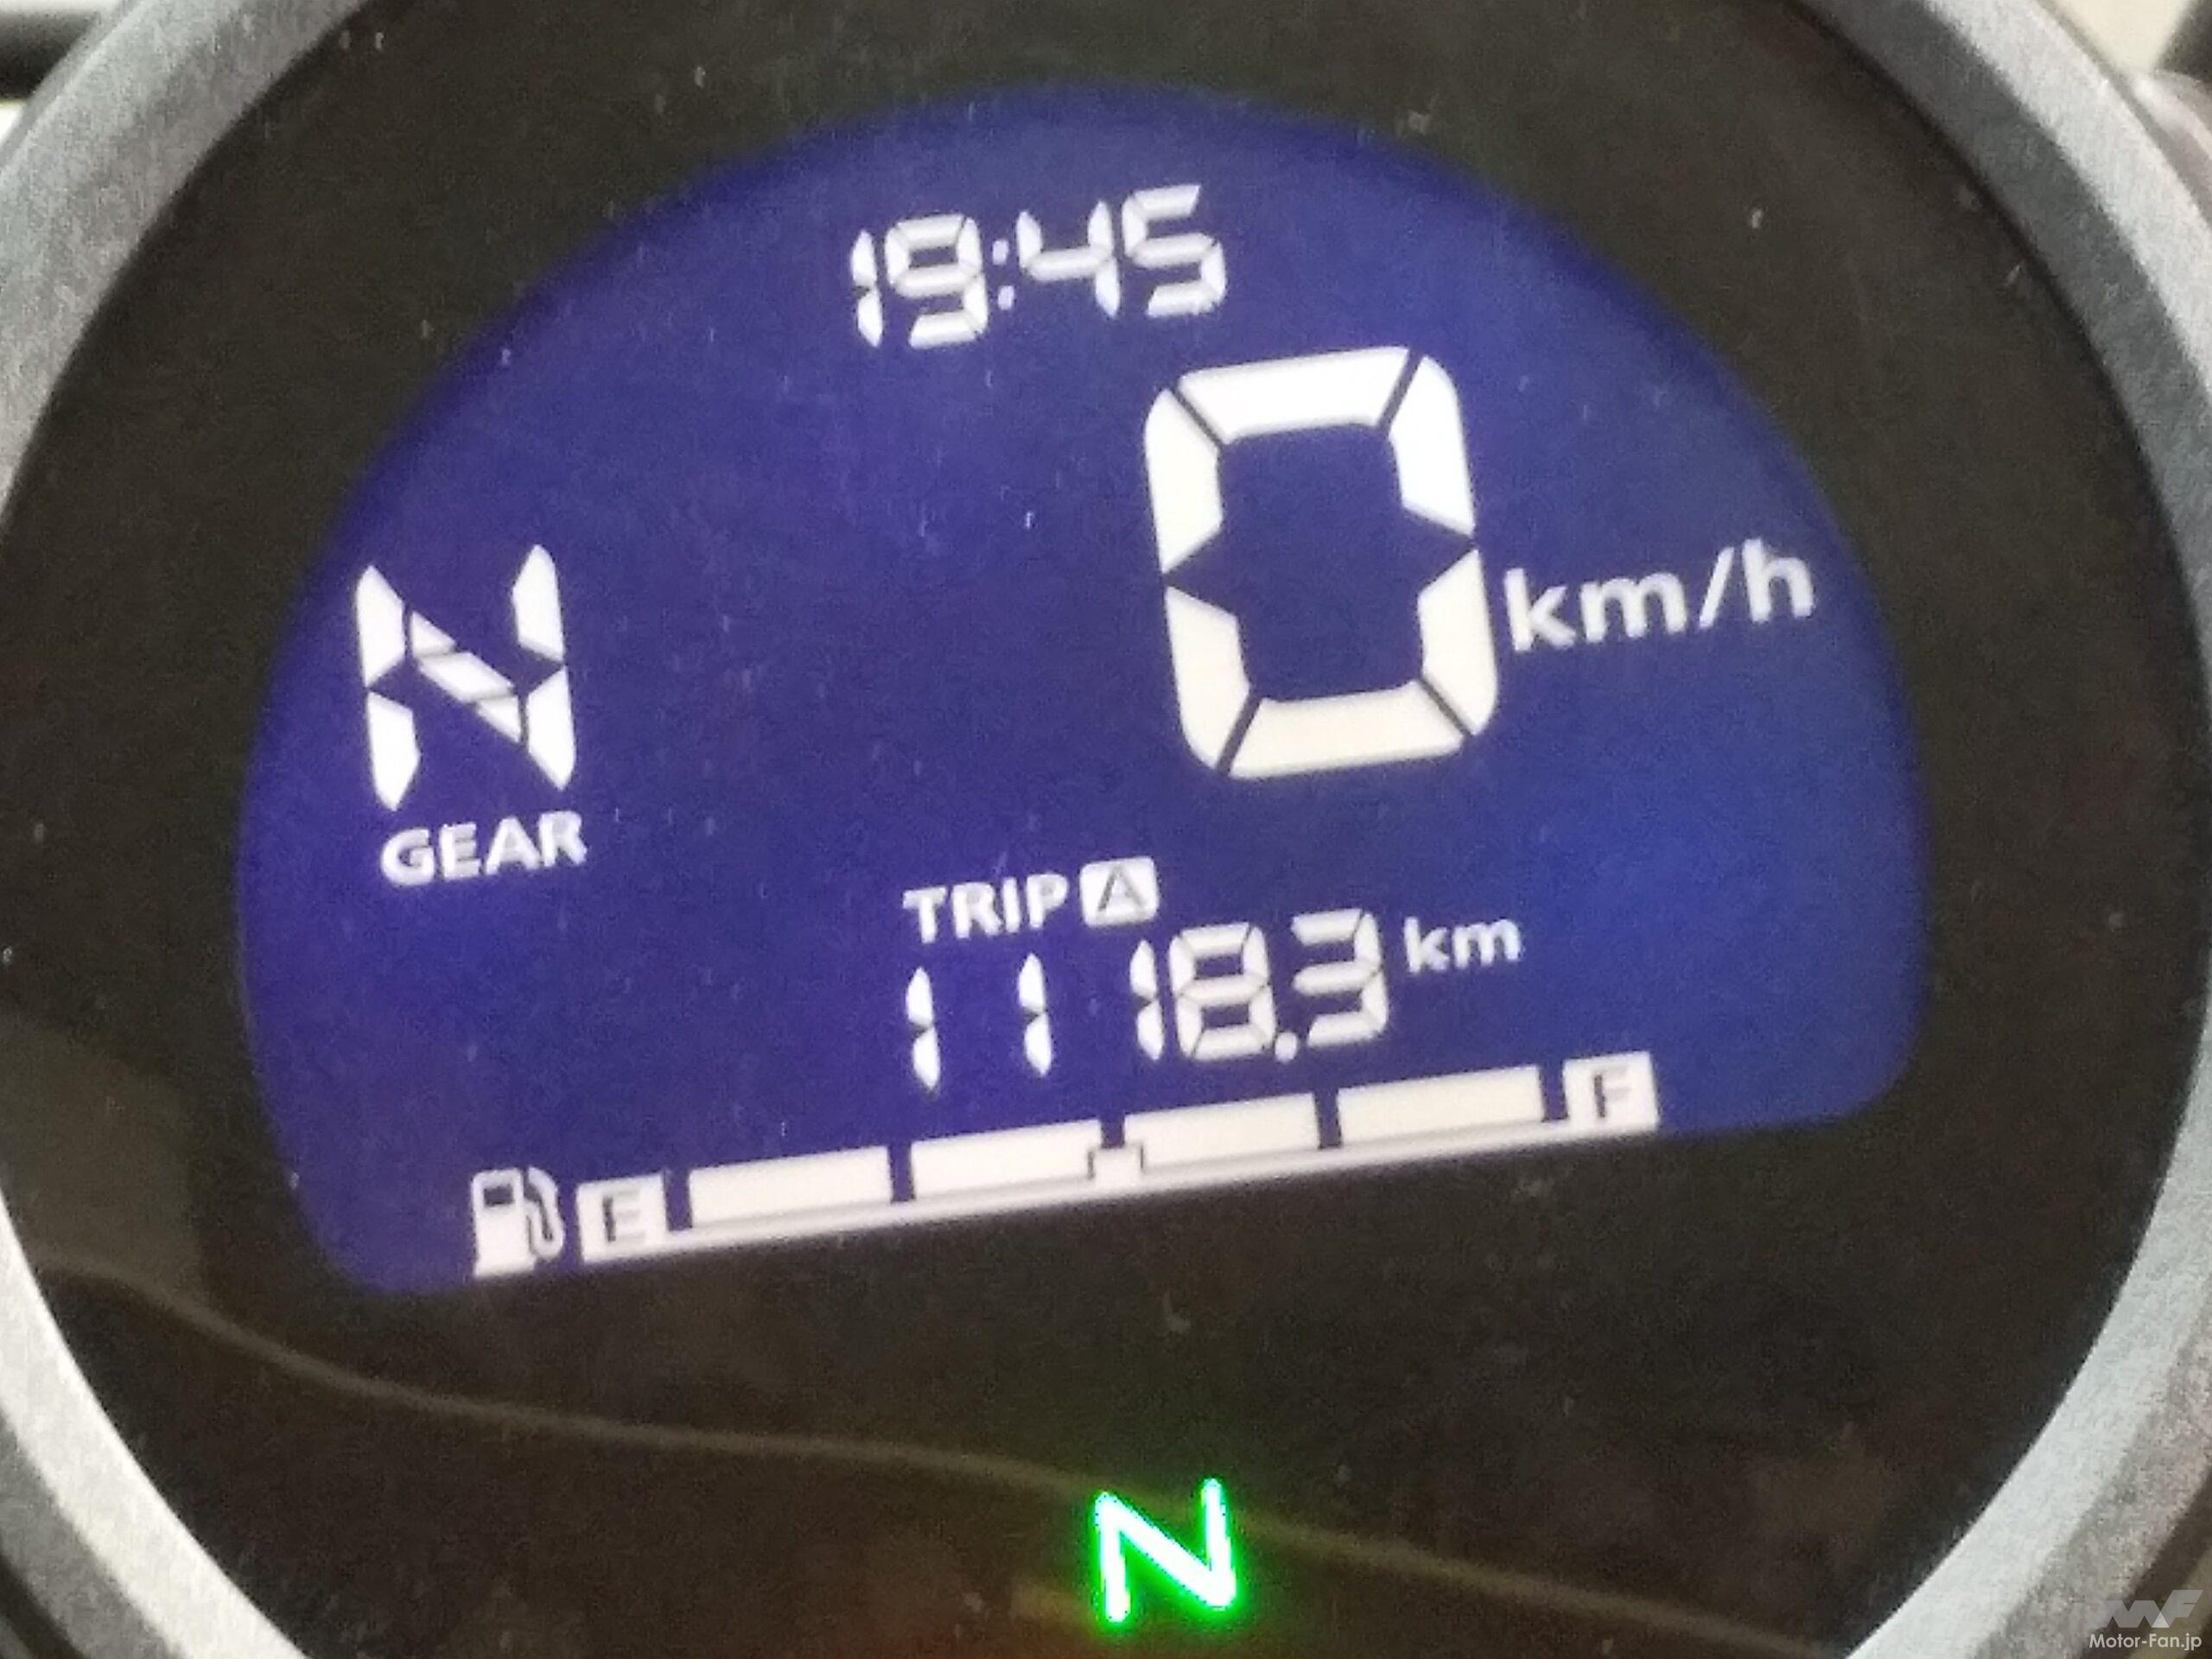 19:45
0 km/h
N
GEAR
TRIP A
1118.3 km
E F
N
Motor-Fan.jp